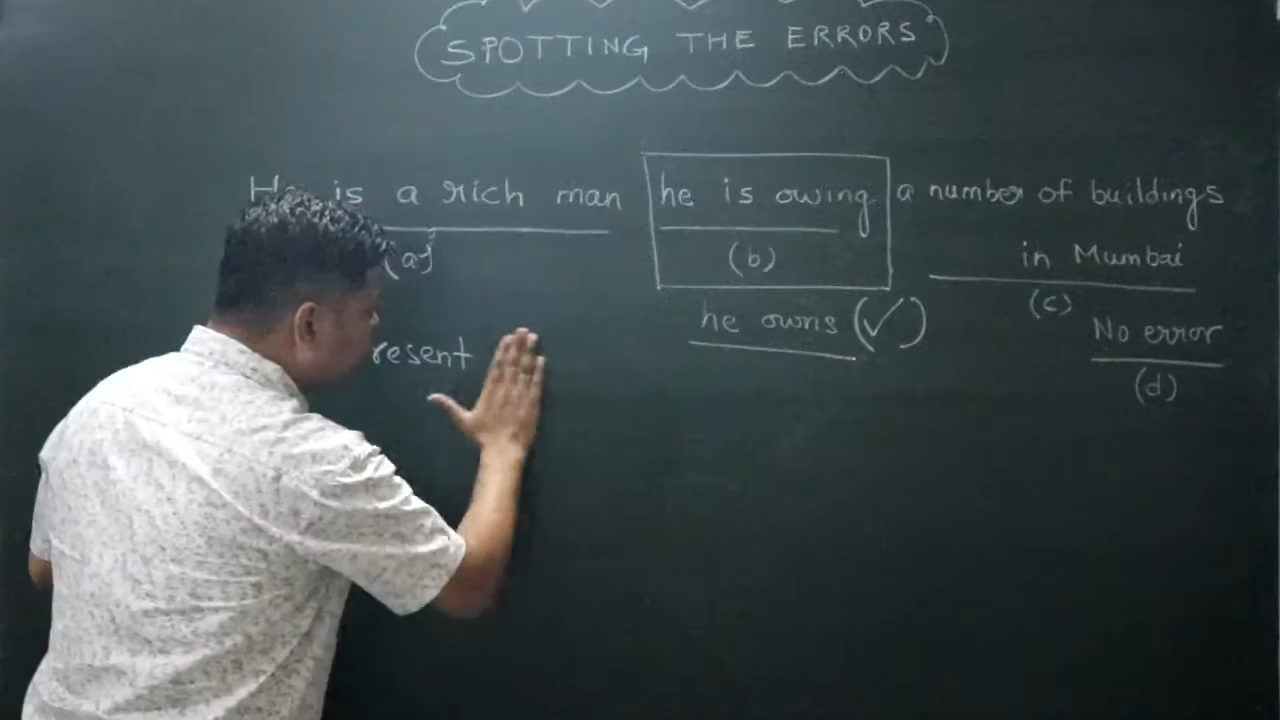 SPOTTING THE ERRORS
He is a rich man he is owing a number of buildings
in Mumbai
(a) (b) (c)
he owns (✓) No error
(d)
resent